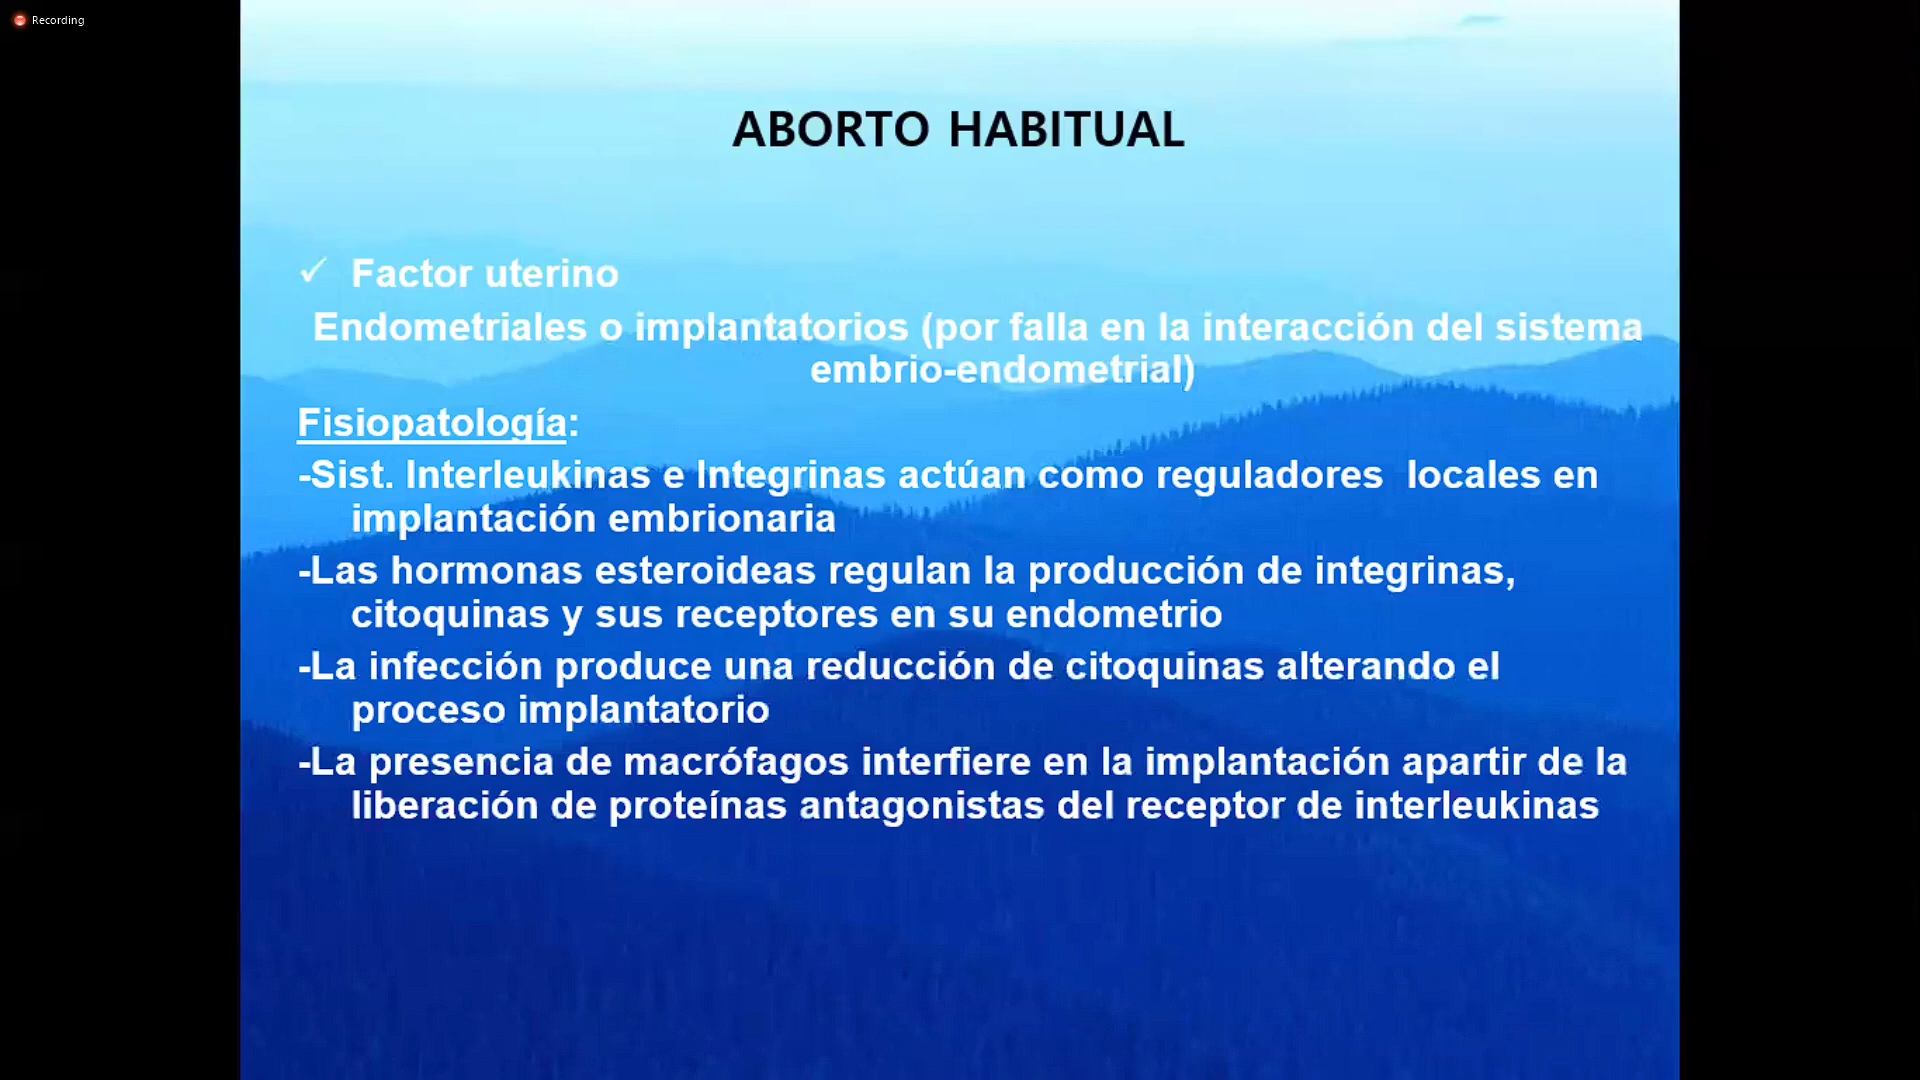 Recording
ABORTO HABITUAL
✓ Factor uterino
Endometriales o implantatorios (por falla en la interacción del sistema
embrio-endometrial)
Fisiopatología:
-Sist. Interleukinas e Integrinas actúan como reguladores locales en
implantación embrionaria
-Las hormonas esteroideas regulan la producción de integrinas,
citoquinas y sus receptores en su endometrio
-La infección produce una reducción de citoquinas alterando el
proceso implantatorio
-La presencia de macrófagos interfiere en la implantación apartir de la
liberación de proteínas antagonistas del receptor de interleukinas